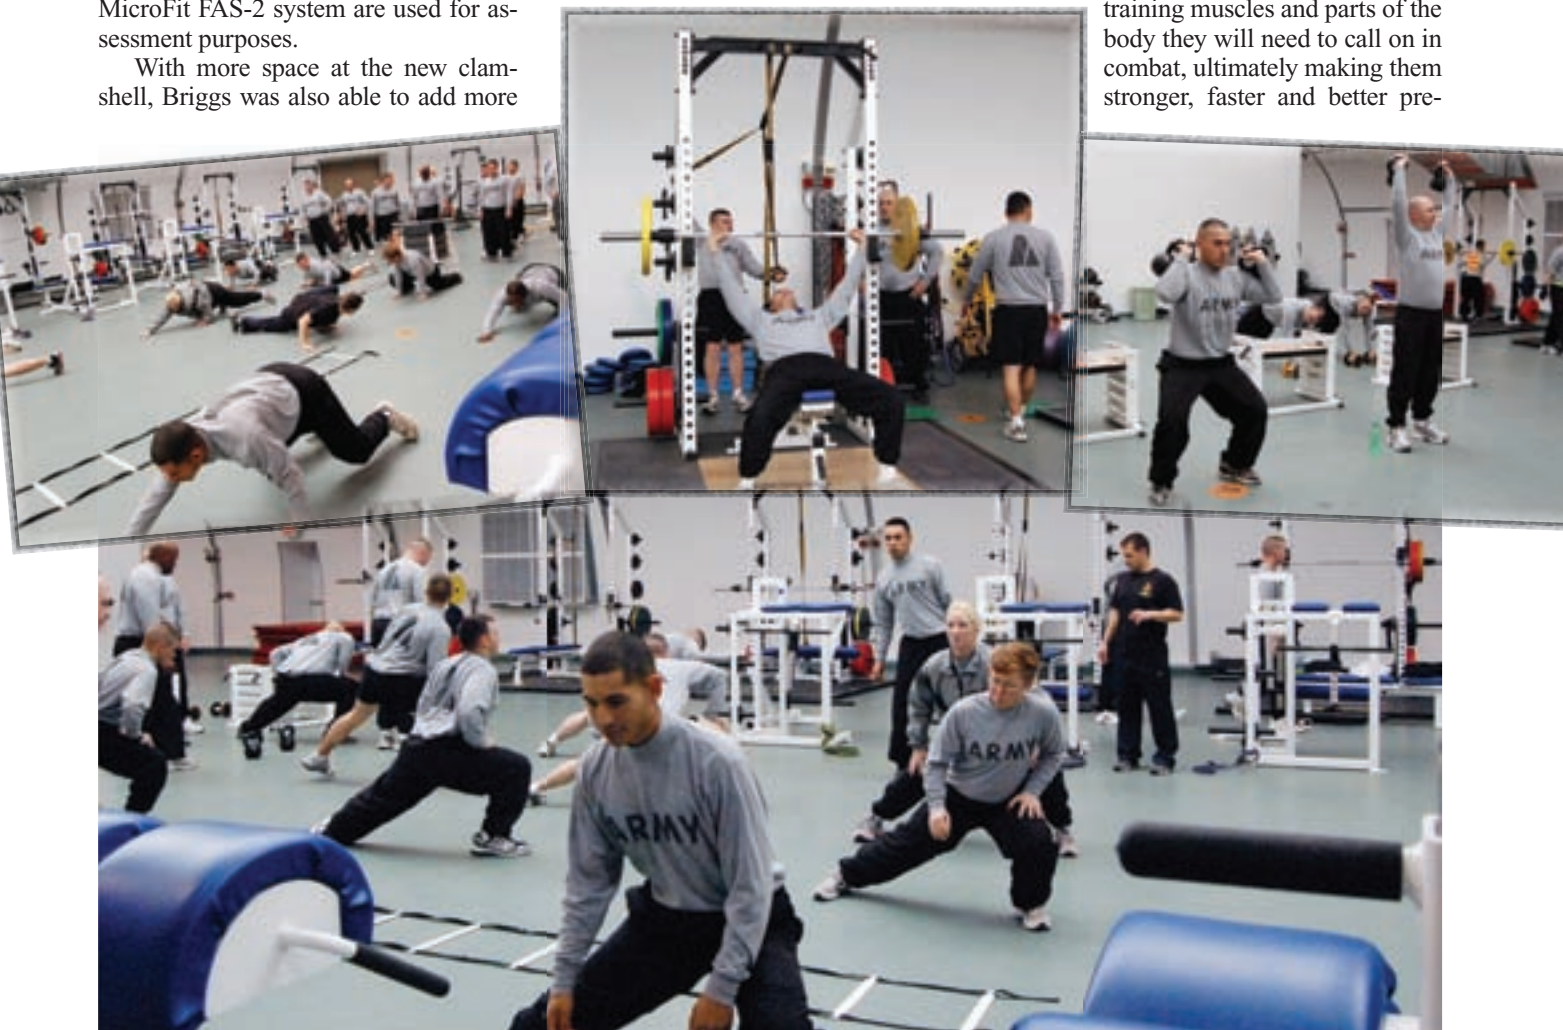 MicroFit FAS-2 system are used for as-
sessment purposes.
With more space at the new clam-
shell, Briggs was also able to add more
training muscles and parts of the
body they will need to call on in
combat, ultimately making them
stronger, faster and better pre-
ARMY
ARMY
ARMY
ARMY